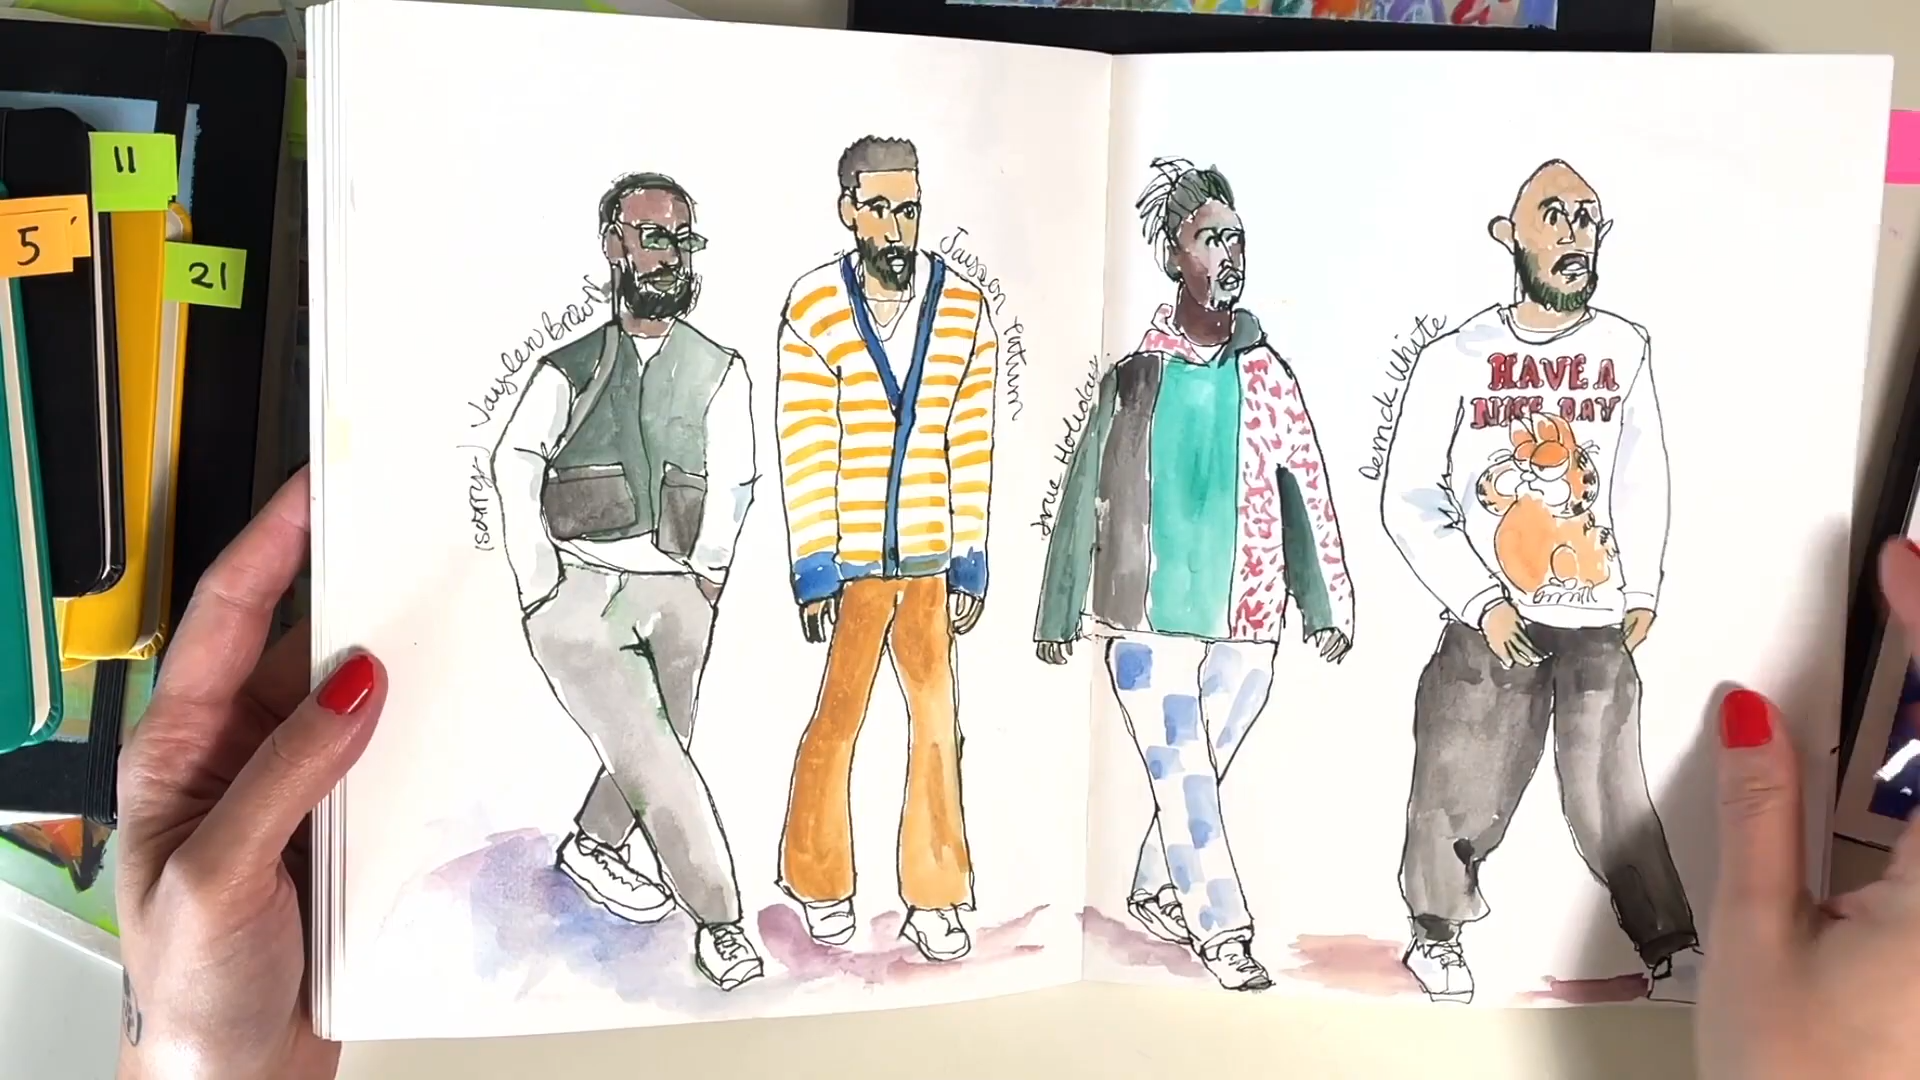 11
5
21
(sorry) Jaylen Brown
Jayson Tatum
Jrue Holiday
Derrick White
HAVE A
NICE DAY